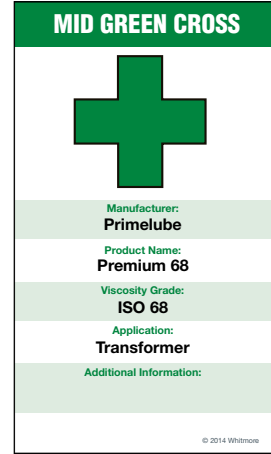 MID GREEN CROSS
Manufacturer:
Primelube
Product Name:
Premium 68
Viscosity Grade:
ISO 68
Application:
Transformer
Additional Information:
© 2014 Whitmore